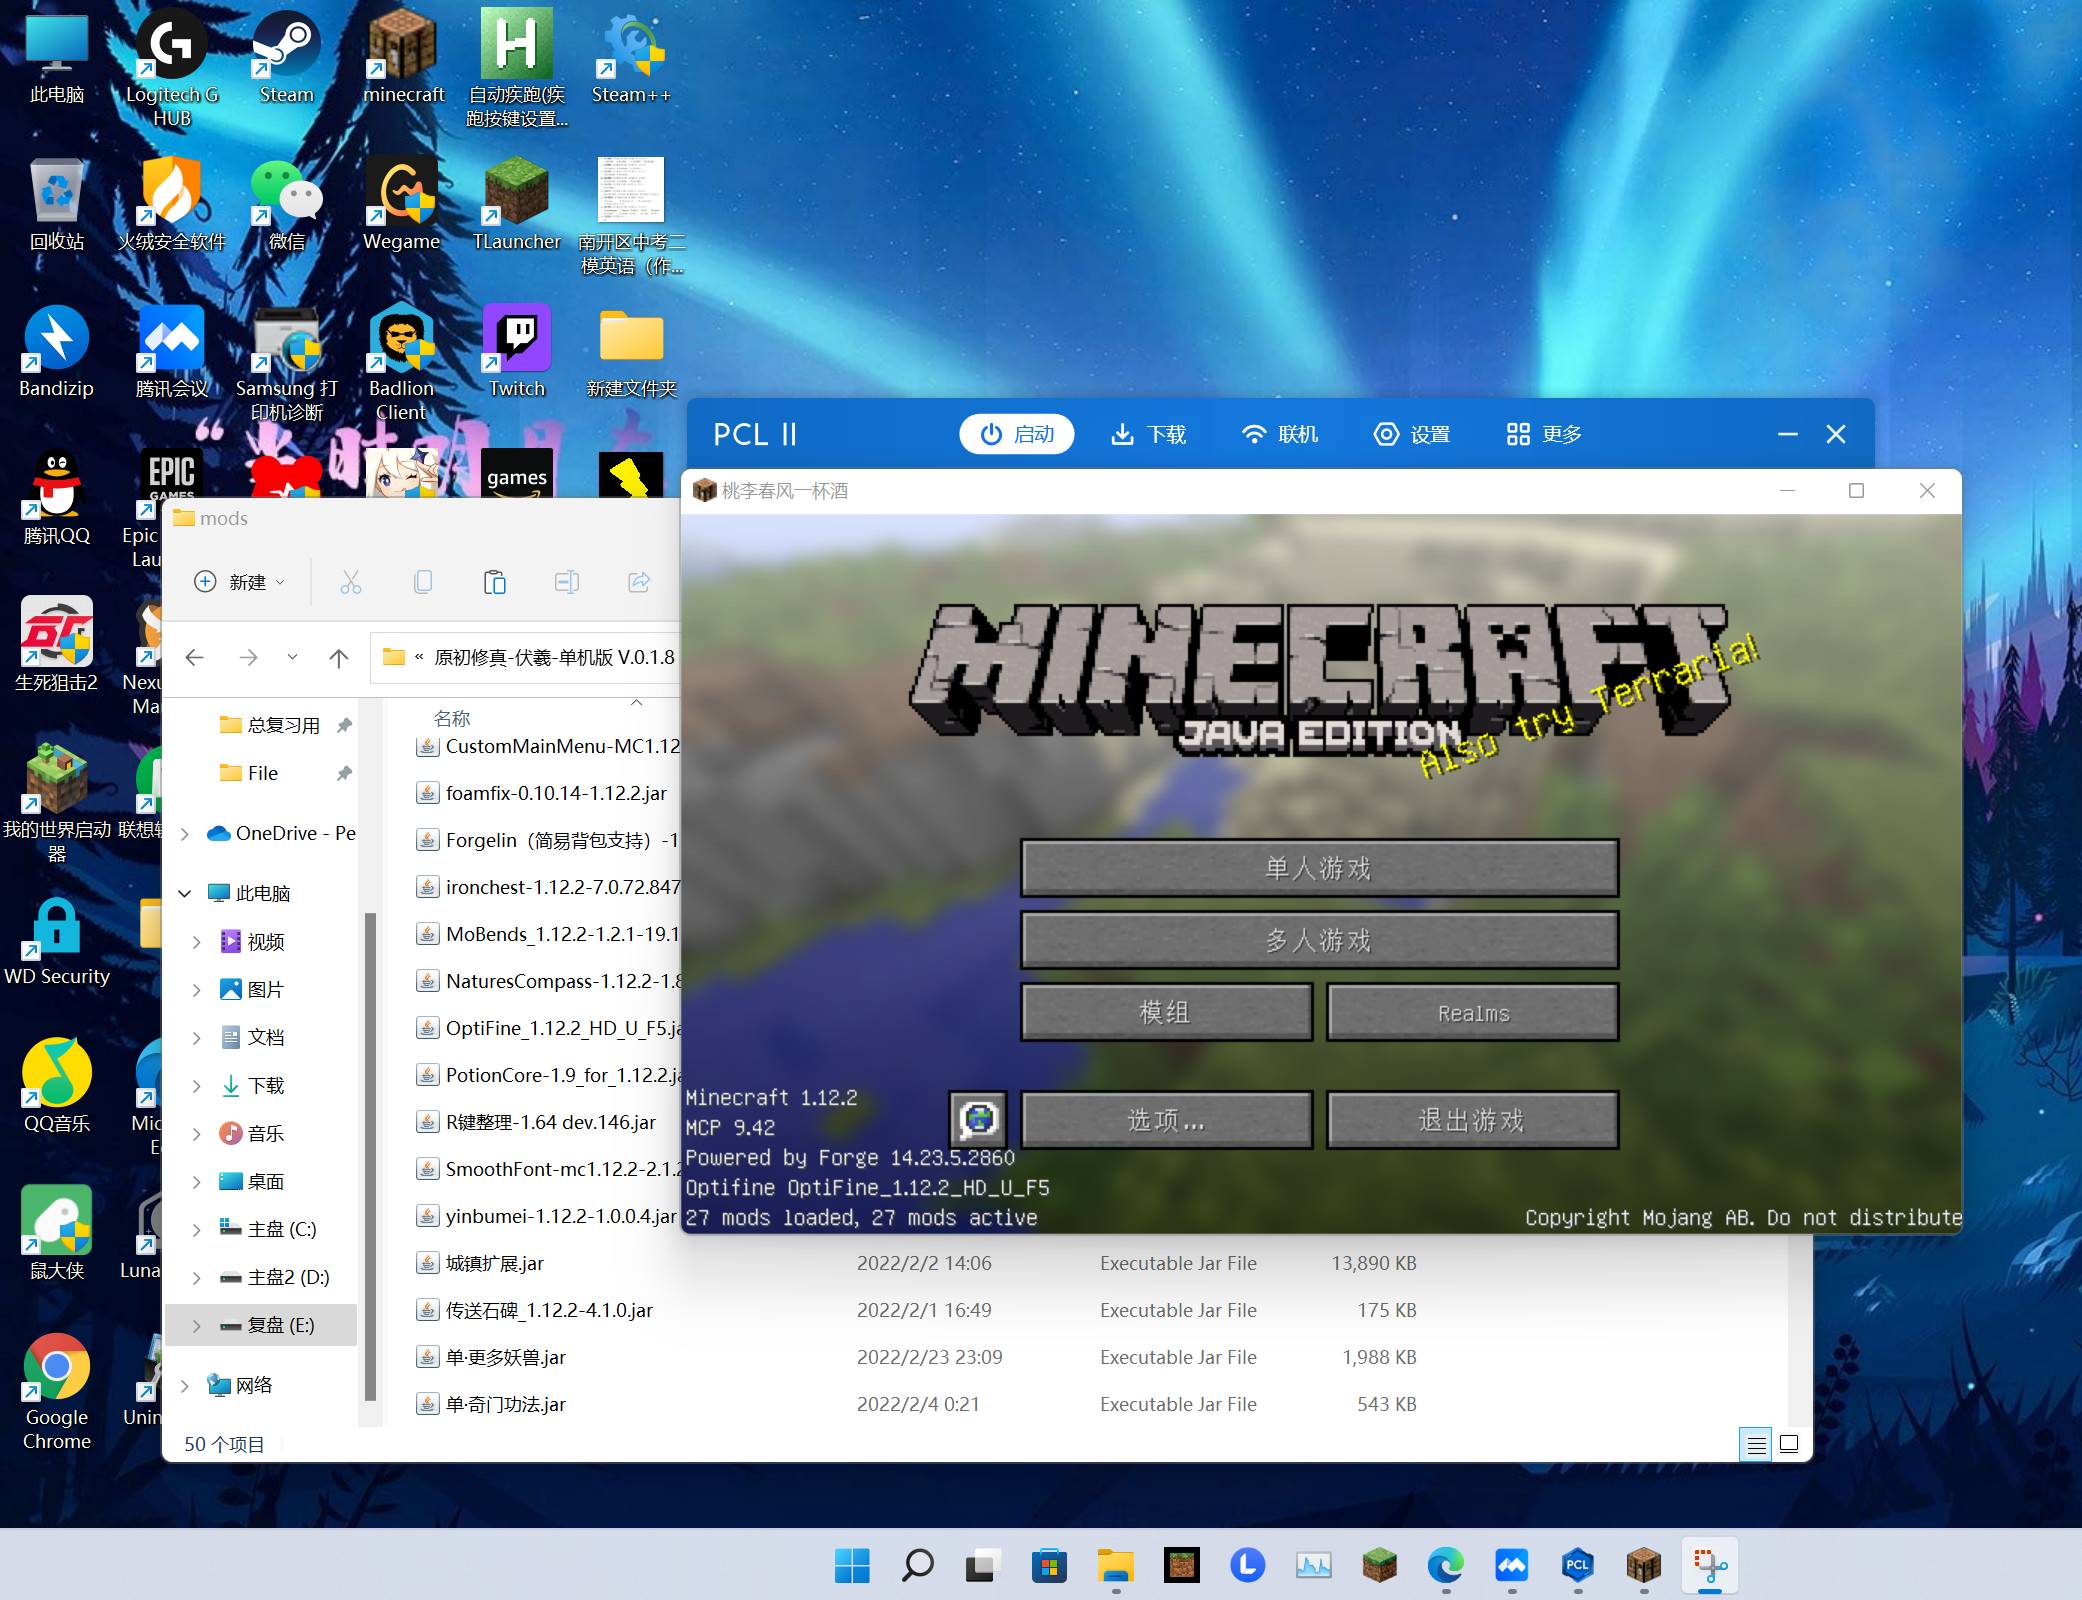 此电脑
Logitech G
HUB
Steam
minecraft
自动疾跑(疾
跑按键设置...
Steam++
回收站
火绒安全软件
微信
Wegame
TLauncher
南开区中考二
模英语（作...
Bandizip
腾讯会议
Samsung 打
印机诊断
Badlion
Client
Twitch
新建文件夹
PCL II
启动
下载
联机
设置
更多
EPIC
GAMES
games
腾讯QQ
Epic
Lau
mods
桃李春风一杯酒
新建
生死狙击2
Nexu
Ma
« 原初修真-伏羲-单机版 V.0.1.8
MINECRAFT
JAVA EDITION
Also try Terraria!
总复习用
File
OneDrive - Pe
此电脑
视频
图片
文档
下载
音乐
桌面
主盘 (C:)
主盘2 (D:)
复盘 (E:)
网络
名称
CustomMainMenu-MC1.12
foamfix-0.10.14-1.12.2.jar
Forgelin（简易背包支持）-1
ironchest-1.12.2-7.0.72.847
MoBends_1.12.2-1.2.1-19.1
NaturesCompass-1.12.2-1.8
OptiFine_1.12.2_HD_U_F5.ja
PotionCore-1.9_for_1.12.2.ja
R键整理-1.64 dev.146.jar
SmoothFont-mc1.12.2-2.1.2
yinbumei-1.12.2-1.0.0.4.jar
城镇扩展.jar 2022/2/2 14:06 Executable Jar File 13,890 KB
传送石碑_1.12.2-4.1.0.jar 2022/2/1 16:49 Executable Jar File 175 KB
单·更多妖兽.jar 2022/2/23 23:09 Executable Jar File 1,988 KB
单·奇门功法.jar 2022/2/4 0:21 Executable Jar File 543 KB
50 个项目
单人游戏
多人游戏
模组
Realms
选项...
退出游戏
Minecraft 1.12.2
MCP 9.42
Powered by Forge 14.23.5.2860
Optifine OptiFine_1.12.2_HD_U_F5
27 mods loaded, 27 mods active
Copyright Mojang AB. Do not distribute
我的世界启动
器
联想
WD Security
QQ音乐
Mic
E
鼠大侠
Luna
Google
Chrome
Unin
PCL